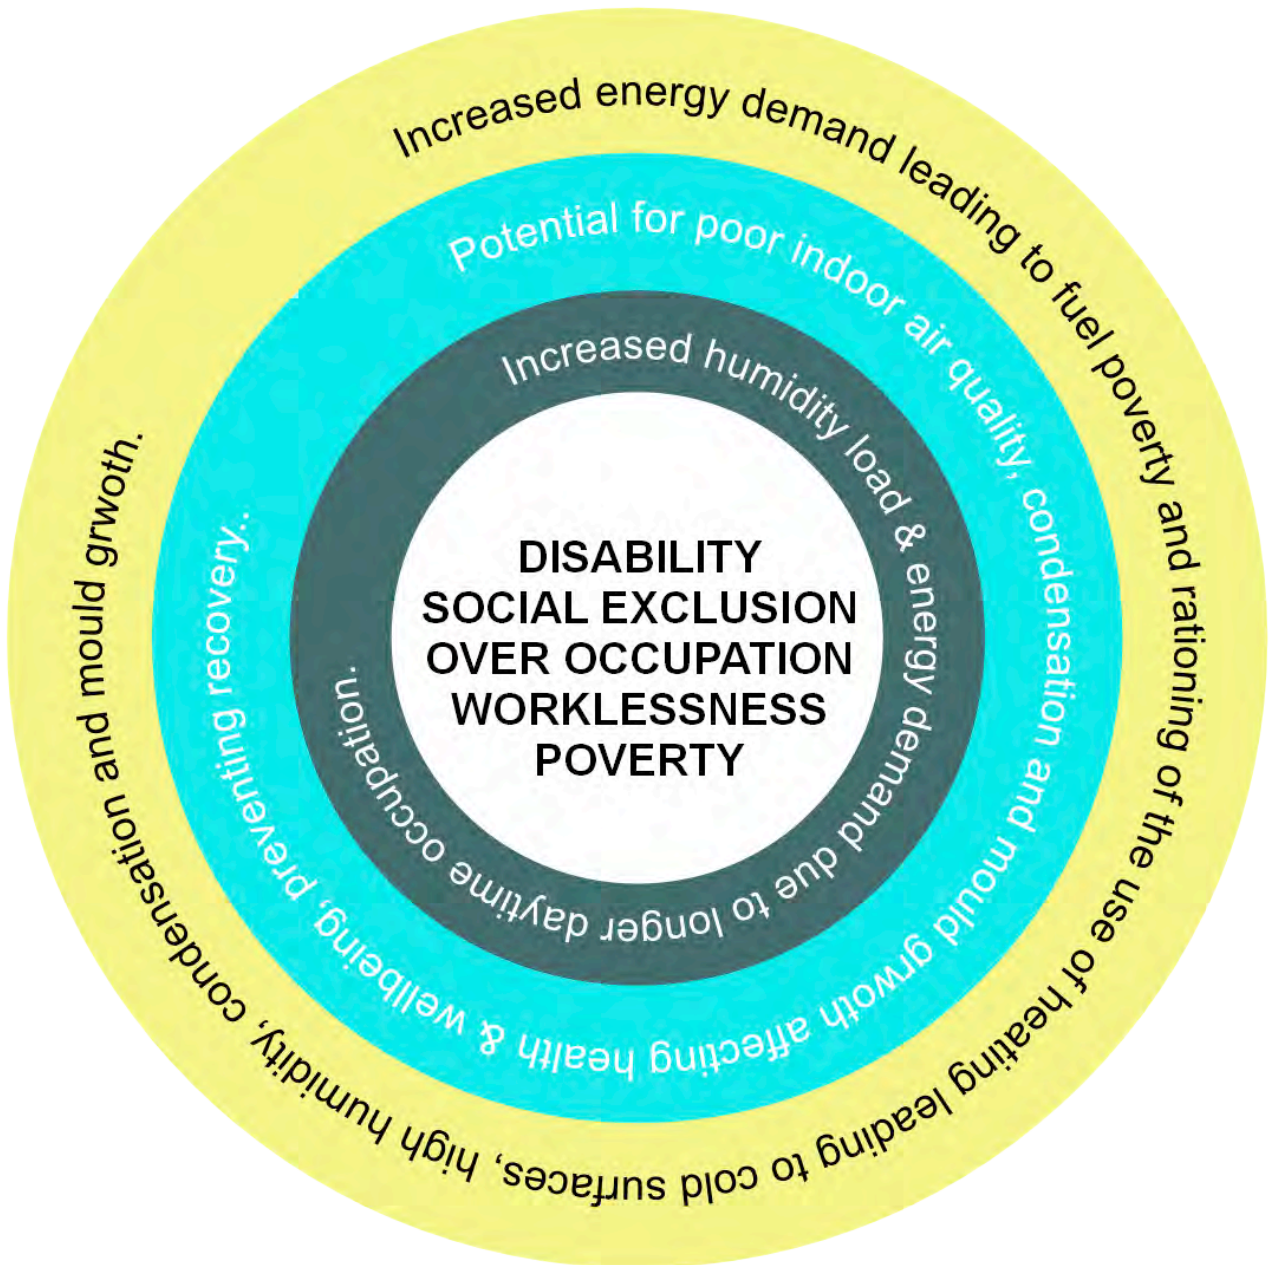 Increased energy demand leading to fuel poverty and rationing of the use of heating leading to cold surfaces, high humidity, condensation and mould grwoth.
Potential for poor indoor air quality, condensation and mould grwoth affecting health & wellbeing, preventing recovery..
Increased humidity load & energy demand due to longer daytime occupation..
DISABILITY
SOCIAL EXCLUSION
OVER OCCUPATION
WORKLESSNESS
POVERTY